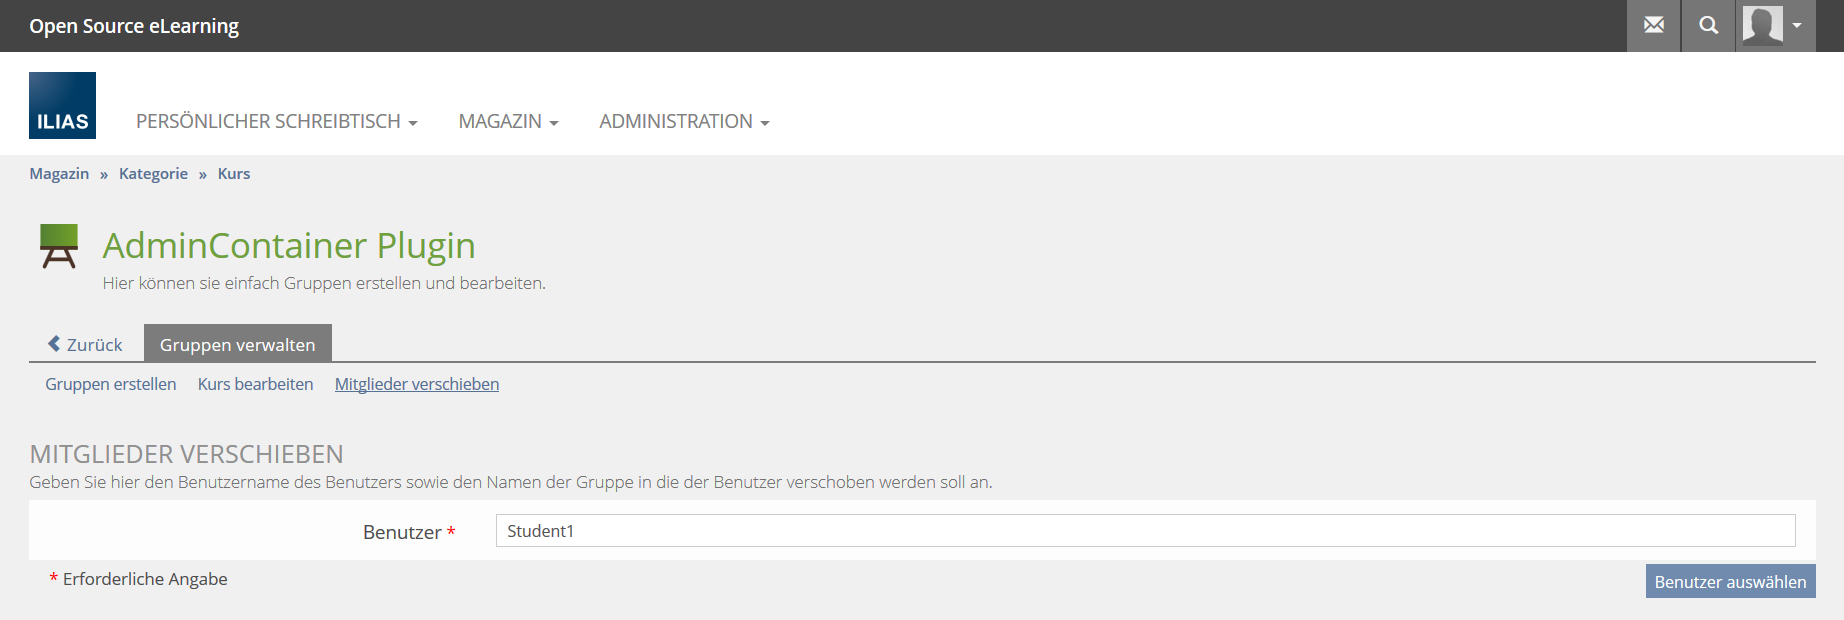 Open Source eLearning
ILIAS
PERSÖNLICHER SCHREIBTISCH MAGAZIN ADMINISTRATION
Magazin » Kategorie » Kurs
AdminContainer Plugin
Hier können sie einfach Gruppen erstellen und bearbeiten.
Zurück Gruppen verwalten
Gruppen erstellen Kurs bearbeiten Mitglieder verschieben
MITGLIEDER VERSCHIEBEN
Geben Sie hier den Benutzername des Benutzers sowie den Namen der Gruppe in die der Benutzer verschoben werden soll an.
Benutzer * Student1
* Erforderliche Angabe
Benutzer auswählen